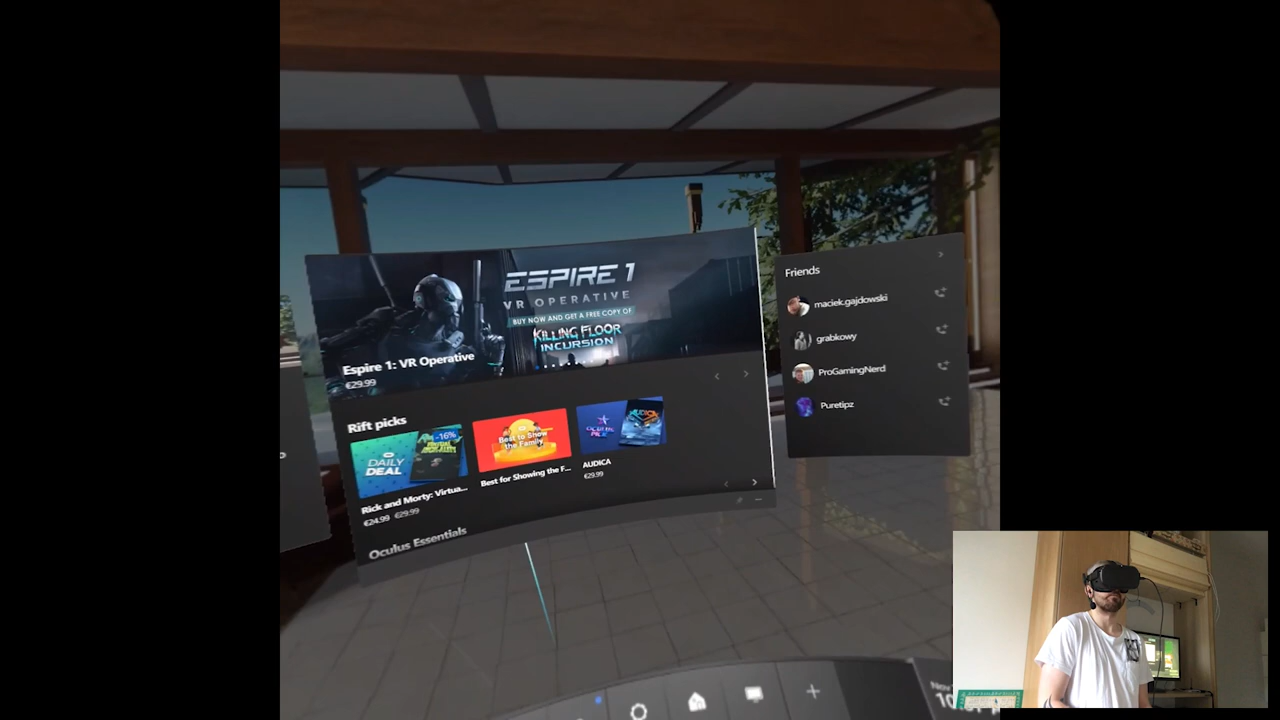 ESPIRE 1
VR OPERATIVE
BUY NOW AND GET A FREE COPY OF
KILLING FLOOR
INCURSION
Espire 1: VR Operative
€29.99
Rift picks
DAILY
DEAL
-16%
Best to Show
the Family
AUDICA
Rick and Morty: Virtua...
€24.99 €29.99
Best for Showing the F...
AUDICA
€29.99
Oculus Essentials
Friends
maciek.gajdowski
grabkowy
ProGamingNerd
Puretipz